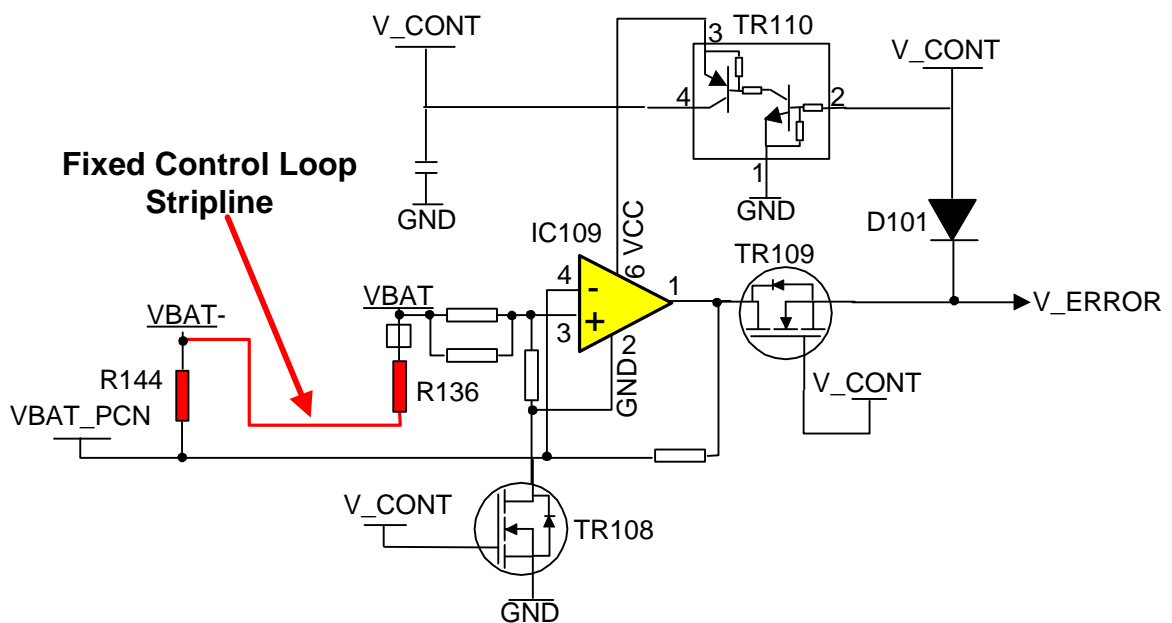 V_CONT
3
TR110
V_CONT
4
2
1
GND
Fixed Control Loop
Stripline
GND
IC109
6 VCC
D101
TR109
4
-
1
VBAT
VBAT-
3
+
2
GND
V_ERROR
R144
R136
V_CONT
VBAT_PCN
V_CONT
TR108
GND